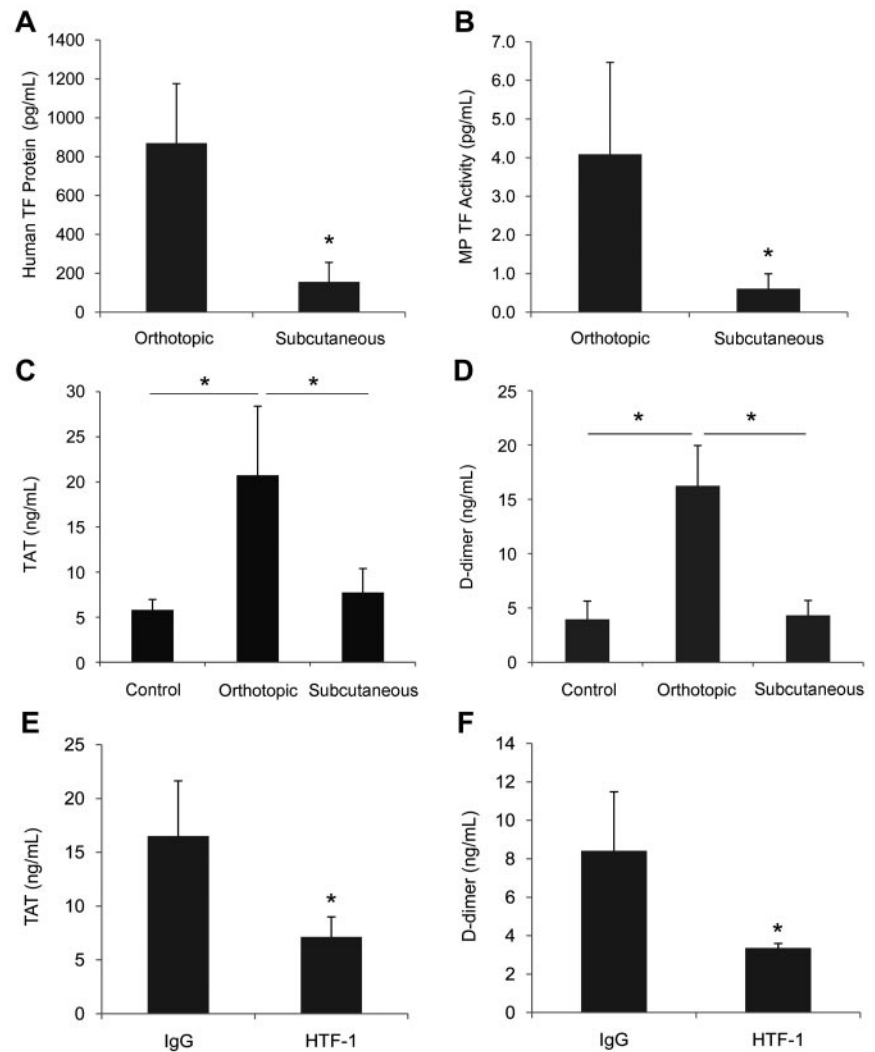 A
Human TF Protein (pg/mL)
1400
1200
1000
800
600
400
200
0
*
Orthotopic Subcutaneous
B
MP TF Activity (pg/mL)
7.0
6.0
5.0
4.0
3.0
2.0
1.0
0.0
*
Orthotopic Subcutaneous
C
TAT (ng/mL)
30
25
20
15
10
5
0
* *
Control Orthotopic Subcutaneous
D
D-dimer (ng/mL)
25
20
15
10
5
0
* *
Control Orthotopic Subcutaneous
E
TAT (ng/mL)
25
20
15
10
5
0
*
IgG HTF-1
F
D-dimer (ng/mL)
14
12
10
8
6
4
2
0
*
IgG HTF-1